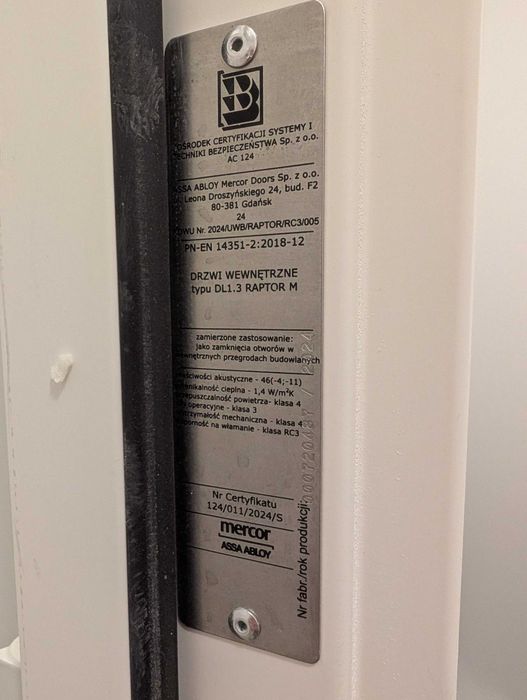 B
OŚRODEK CERTYFIKACJI SYSTEMY I
TECHNIKI BEZPIECZEŃSTWA Sp. z o.o.
AC 124
ASSA ABLOY Mercor Doors Sp. z o.o.
Leona Droszyńskiego 24, bud. F2
80-381 Gdańsk
24
DWU Nr. 2024/UWB/RAPTOR/RC3/005
PN-EN 14351-2:2018-12
DRZWI WEWNĘTRZNE
typu DL1.3 RAPTOR M
zamierzone zastosowanie:
jako zamknięcia otworów w
wewnętrznych przegrodach budowlanych
właściwości akustyczne - 46(-4;-11)
przenikalność cieplna - 1,4 W/m²K
przepuszczalność powietrza- klasa 4
siły operacyjne - klasa 3
wytrzymałość mechaniczna - klasa 4
odporność na włamanie - klasa RC3
Nr Certyfikatu
124/011/2024/S
mercor
ASSA ABLOY
Nr fabr./rok produkcji: / 2024